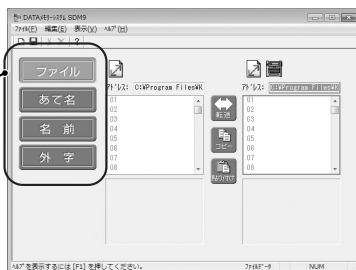 DATAﾒﾓﾘｰｼｽﾃﾑ SDM9
ﾌｧｲﾙ(F) 編集(E) 表示(V) ﾍﾙﾌﾟ(H)
ファイル
あて名
名 前
外 字
ｱﾄﾞﾚｽ: C:¥Program Files¥K
01
02
03
04
05
06
07
08
転送
コピー
貼り付け
ｱﾄﾞﾚｽ: C:¥Program Files¥K
01
02
03
04
05
06
07
08
ﾍﾙﾌﾟを表示するには [F1] を押してください。
ﾌｧｲﾙﾃﾞｰﾀ
NUM